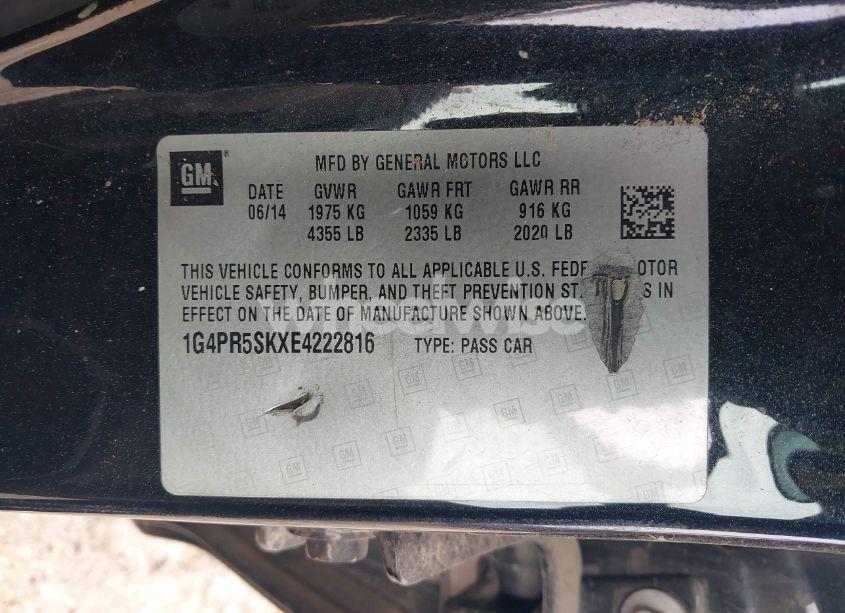 GM
MFD BY GENERAL MOTORS LLC
DATE GVWR GAWR FRT GAWR RR
06/14 1975 KG 1059 KG 916 KG
4355 LB 2335 LB 2020 LB
THIS VEHICLE CONFORMS TO ALL APPLICABLE U.S. FEDE OTOR
VEHICLE SAFETY, BUMPER, AND THEFT PREVENTION ST S IN
EFFECT ON THE DATE OF MANUFACTURE SHOWN ABOVE.
1G4PR5SKXE4222816 TYPE: PASS CAR